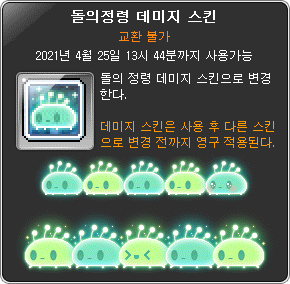 돌의정령 데미지 스킨
교환 불가
2021년 4월 25일 13시 44분까지 사용가능
돌의 정령 데미지 스킨으로 변경
한다.
데미지 스킨은 사용 후 다른 스킨
으로 변경 전까지 영구 적용된다.